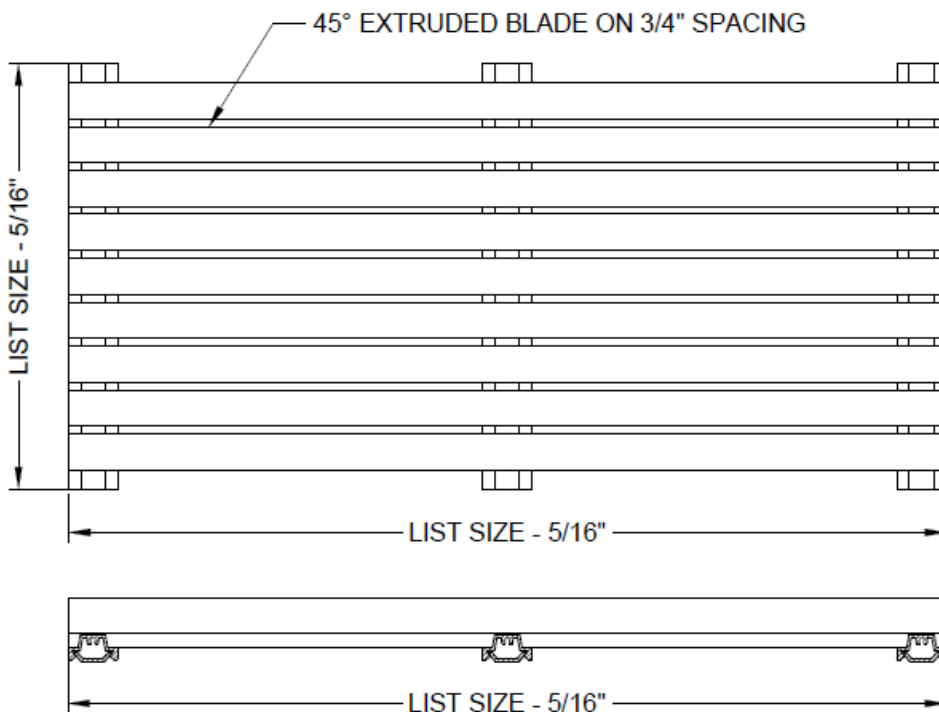 45° EXTRUDED BLADE ON 3/4" SPACING
LIST SIZE - 5/16"
LIST SIZE - 5/16"
LIST SIZE - 5/16"